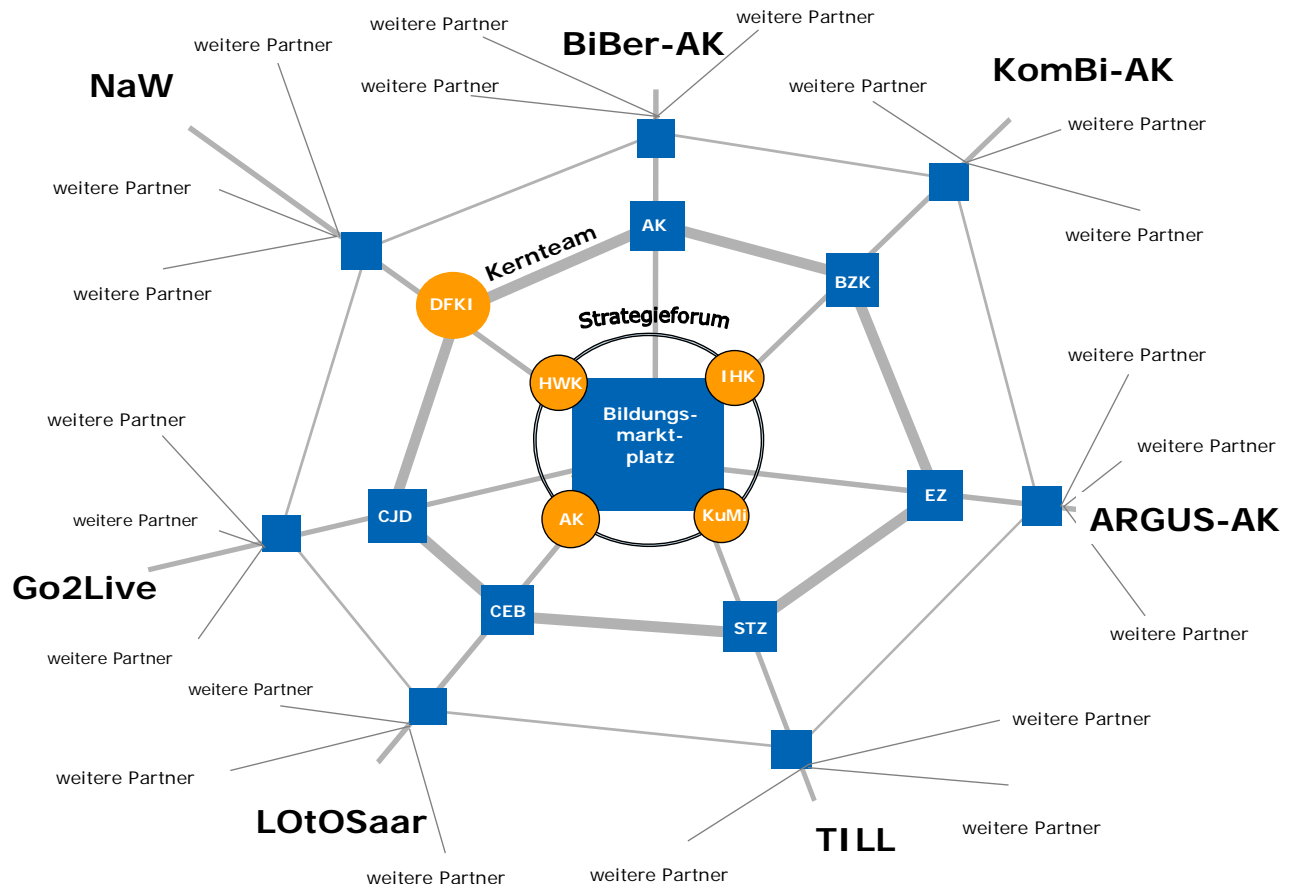 weitere Partner
weitere Partner
BiBer-AK
weitere Partner
NaW
weitere Partner
weitere Partner
KomBi-AK
weitere Partner
weitere Partner
weitere Partner
weitere Partner
AK
Kernteam
BZK
DFKI
Strategieforum
HWK
IHK
Bildungs-
markt-
platz
AK
KuMi
weitere Partner
weitere Partner
weitere Partner
EZ
CJD
weitere Partner
ARGUS-AK
Go2Live
CEB
STZ
weitere Partner
weitere Partner
weitere Partner
weitere Partner
weitere Partner
LOtOSaar
TILL
weitere Partner
weitere Partner
weitere Partner